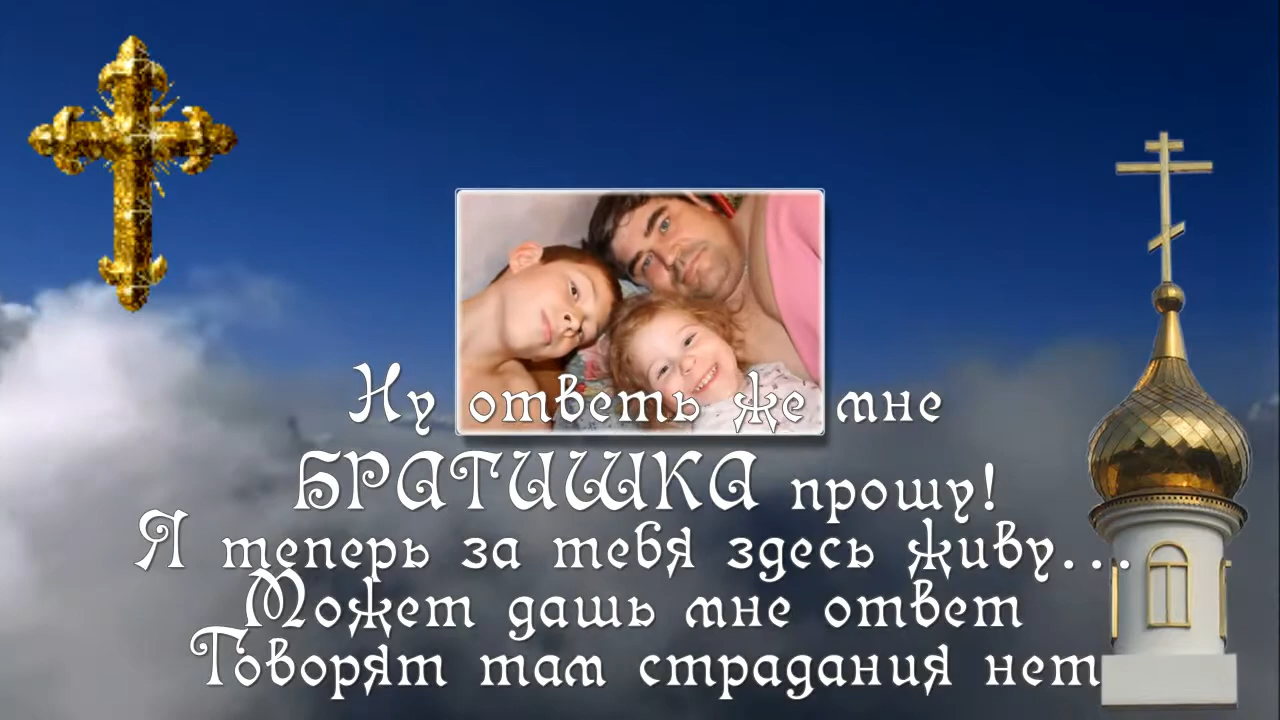 Ну ответь же мне
БРАТИШКА прошу!
Я теперь за тебя здесь живу...
Может дашь мне ответ
Говорят там страдания нет